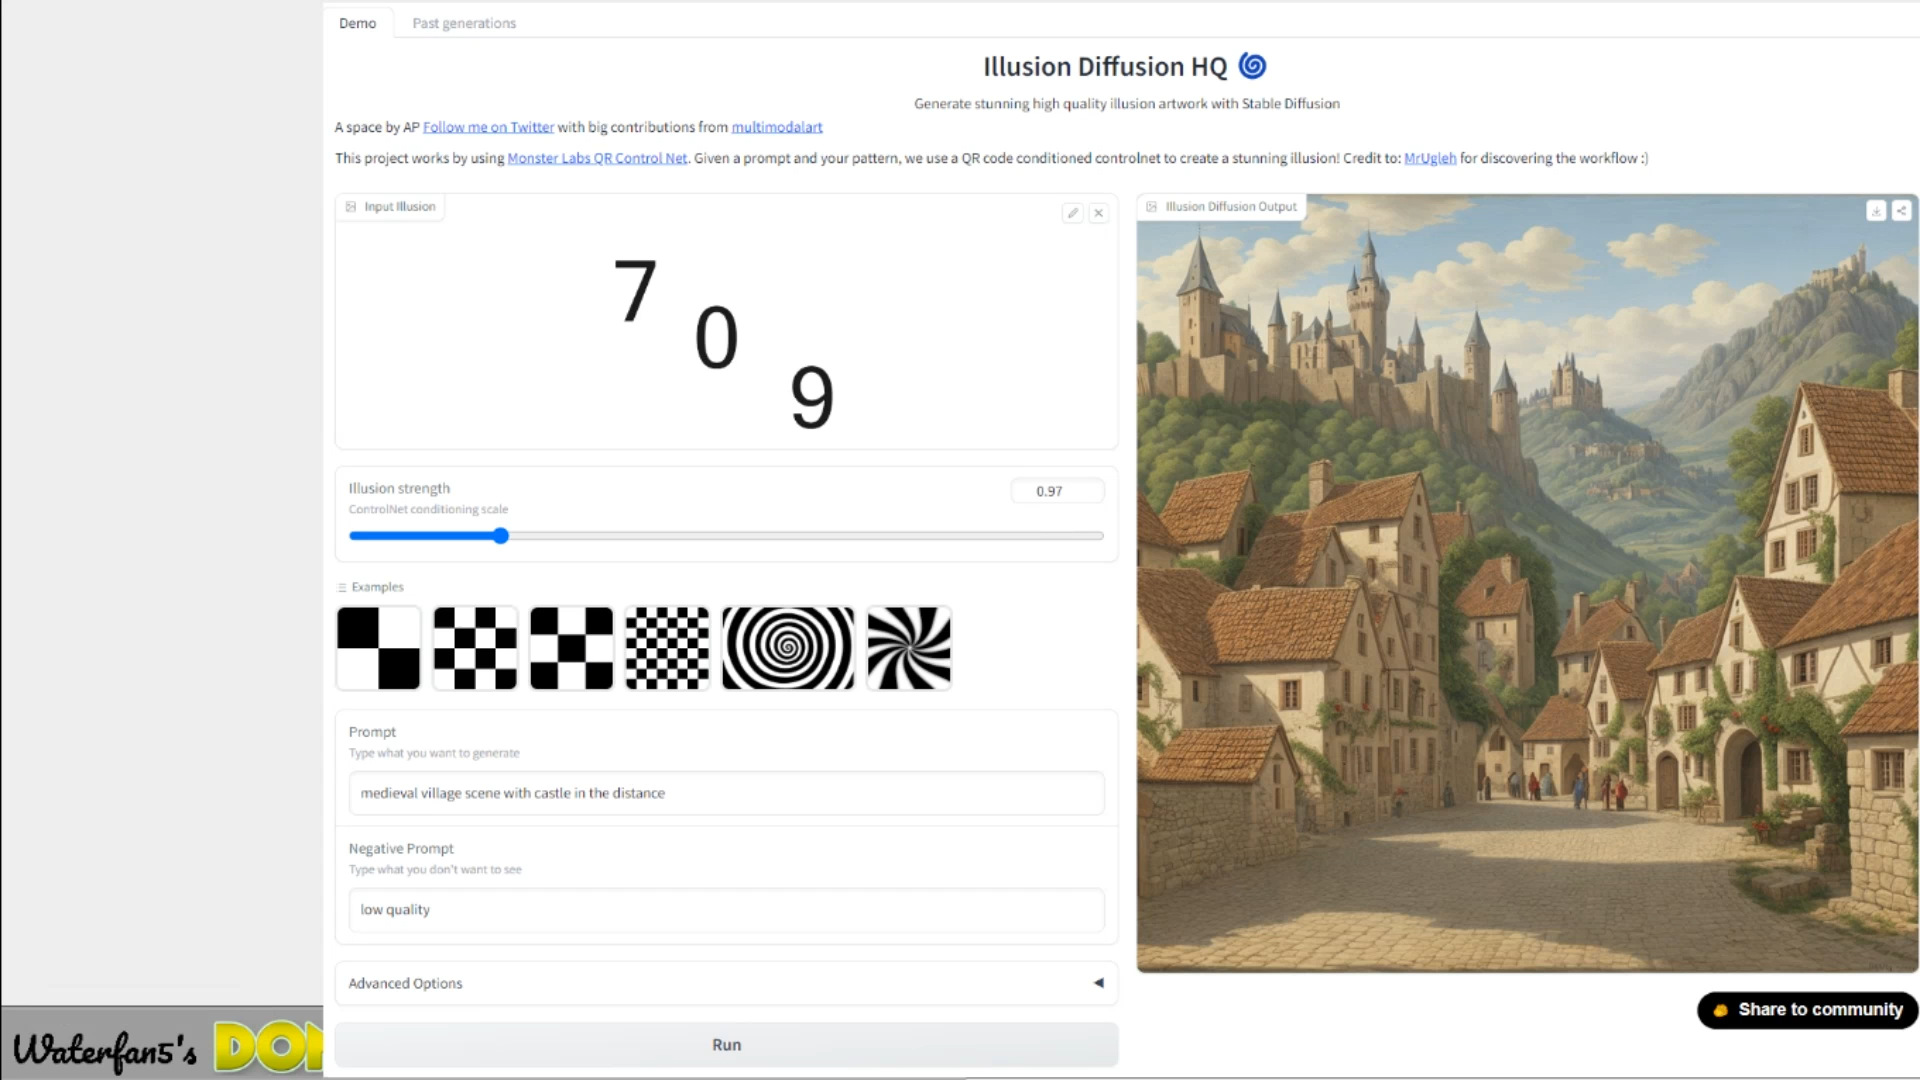 Demo
Past generations
Illusion Diffusion HQ
Generate stunning high quality illusion artwork with Stable Diffusion
A space by AP Follow me on Twitter with big contributions from multimodalart
This project works by using Monster Labs QR Control Net. Given a prompt and your pattern, we use a QR code conditioned controlnet to create a stunning illusion! Credit to: MrUgleh for discovering the workflow :)
Input Illusion
7
0
9
Illusion Diffusion Output
Illusion strength
0.97
ControlNet conditioning scale
Examples
Prompt
Type what you want to generate
medieval village scene with castle in the distance
Negative Prompt
Type what you don't want to see
low quality
Advanced Options
Share to community
Run
Waterfan5's